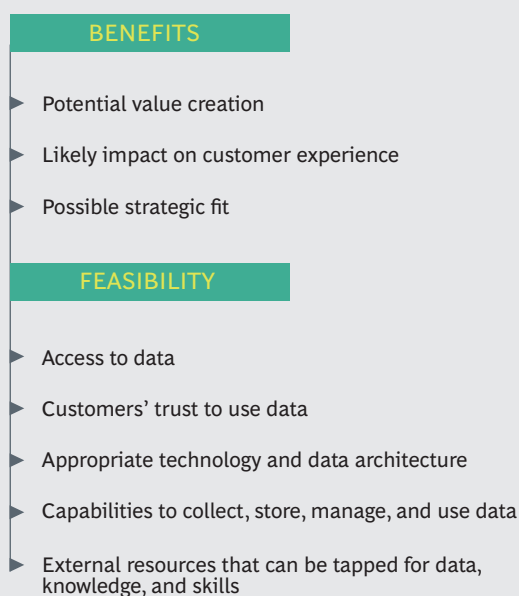 BENEFITS
Potential value creation
Likely impact on customer experience
Possible strategic fit
FEASIBILITY
Access to data
Customers’ trust to use data
Appropriate technology and data architecture
Capabilities to collect, store, manage, and use data
External resources that can be tapped for data,
knowledge, and skills